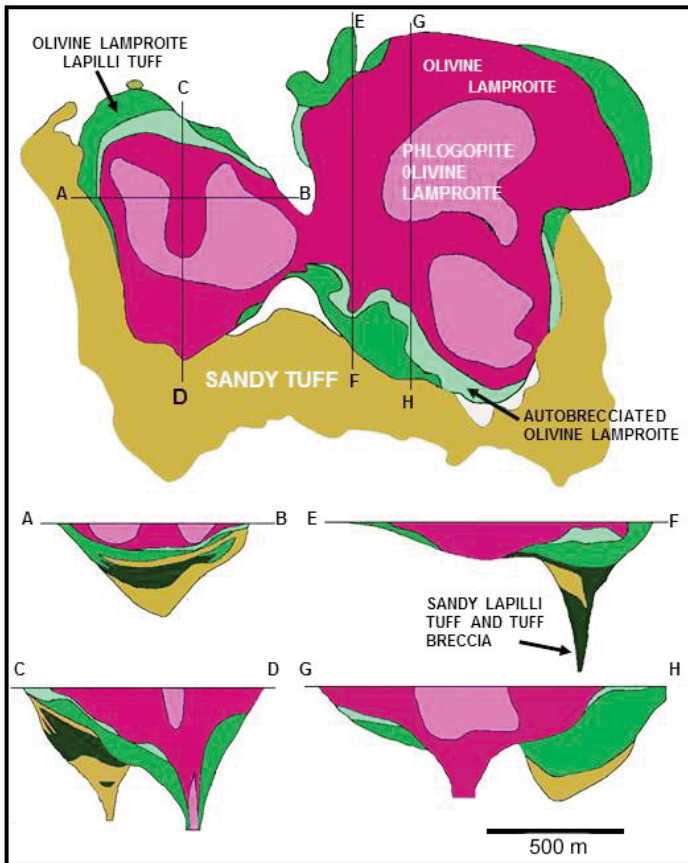 E
G
OLIVINE LAMPROITE
LAPILLI TUFF
OLIVINE
LAMPROITE
C
PHLOGOPITE
OLIVINE
LAMPROITE
A
B
SANDY TUFF
D
F
H
AUTOBRECCIATED
OLIVINE LAMPROITE
A
B
E
F
SANDY LAPILLI
TUFF AND TUFF
BRECCIA
C
D
G
H
500 m